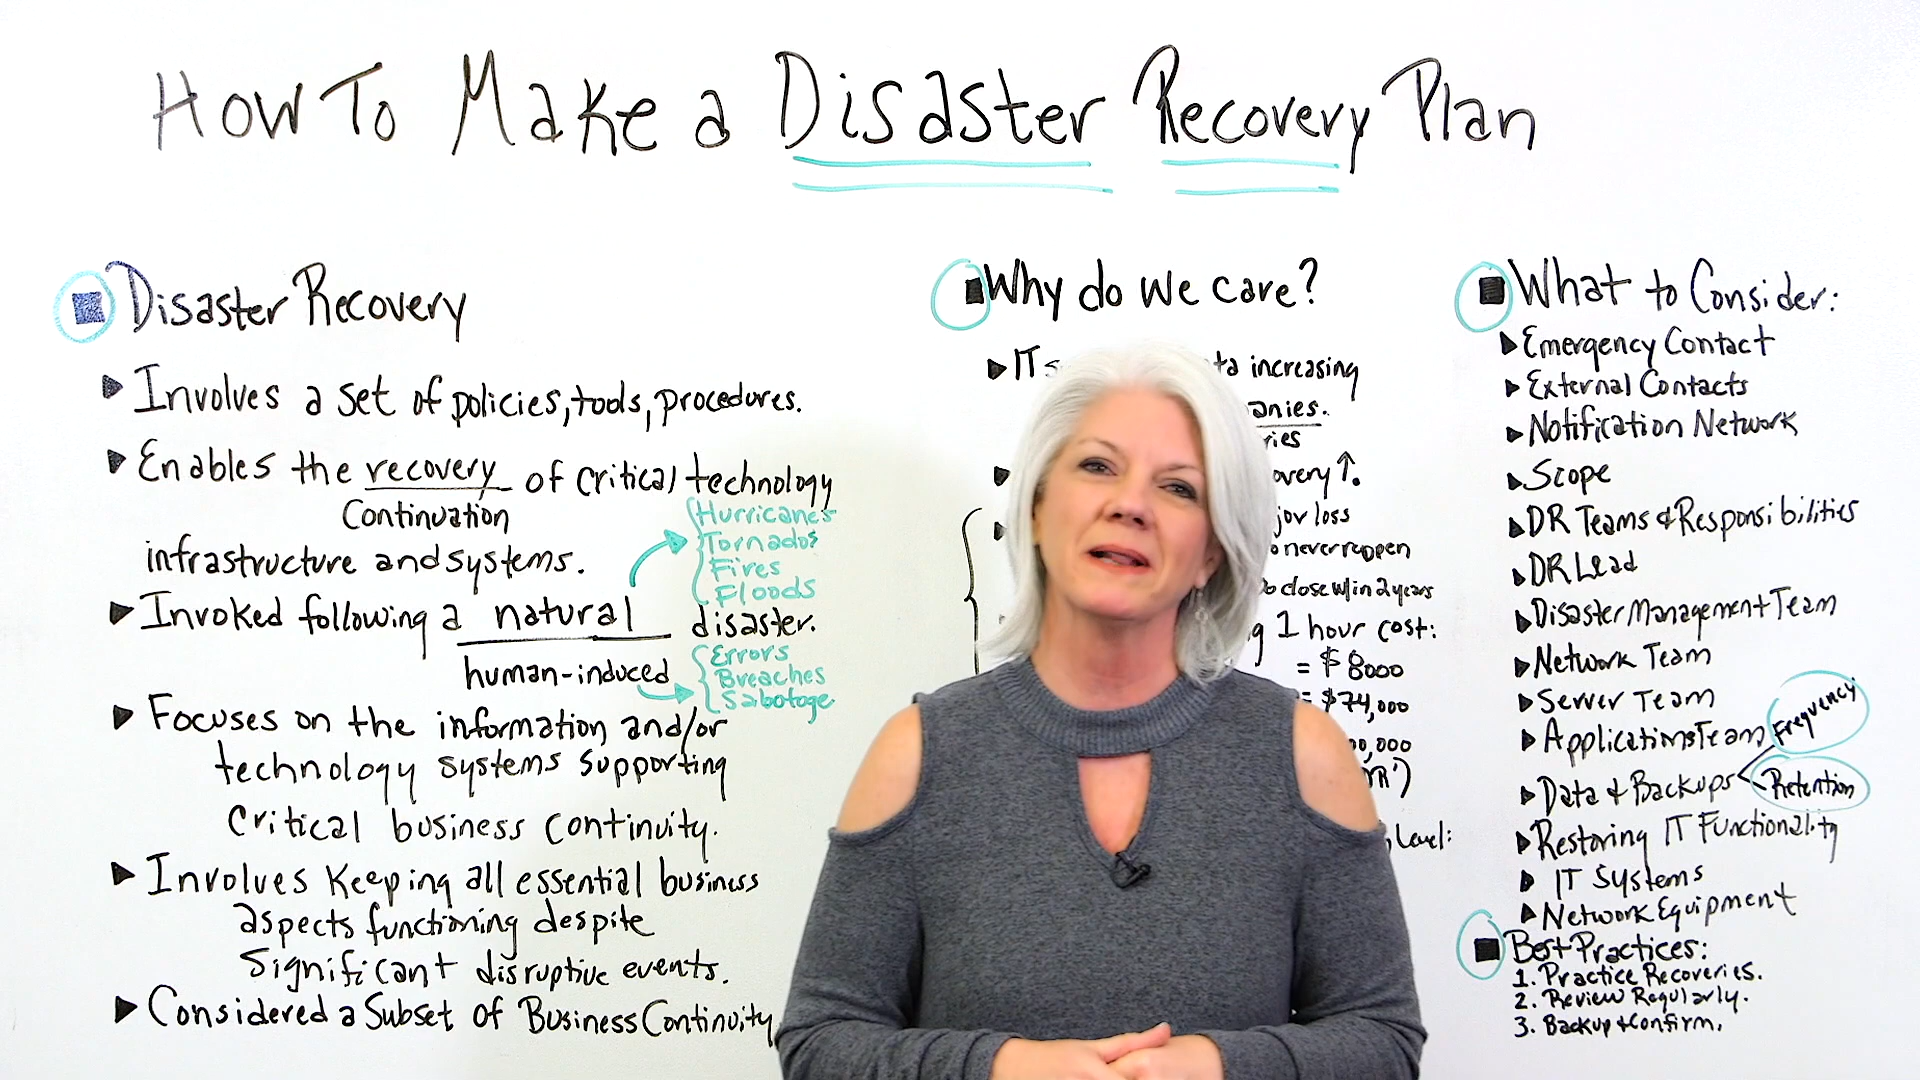 How To Make a Disaster Recovery Plan
Disaster Recovery
Involves a set of policies, tools, procedures.
Enables the recovery of critical technology
Continuation
infrastructure and systems.
Hurricanes
Tornados
Fires
Floods
Invoked following a natural disaster.
human-induced
Errors
Breaches
Sabotage
Focuses on the information and/or
technology systems supporting
critical business continuity.
Involves keeping all essential business
aspects functioning despite
significant disruptive events.
Considered a Subset of Business Continuity
Why do we care?
IT increasing
overy ↑.
loss
never reopen
close w/in 2 years
1 hour cost:
= $8000
= $74,000
Level:
What to Consider:
Emergency Contact
External Contacts
Notification Network
Scope
DR Teams & Responsibilities
DR Lead
Disaster Management Team
Network Team
Server Team
Applications Team
Frequency
Data & Backups
Retention
Restoring IT Functionality
IT Systems
Network Equipment
Best Practices:
1. Practice Recoveries.
2. Review Regularly.
3. Backup & Confirm.